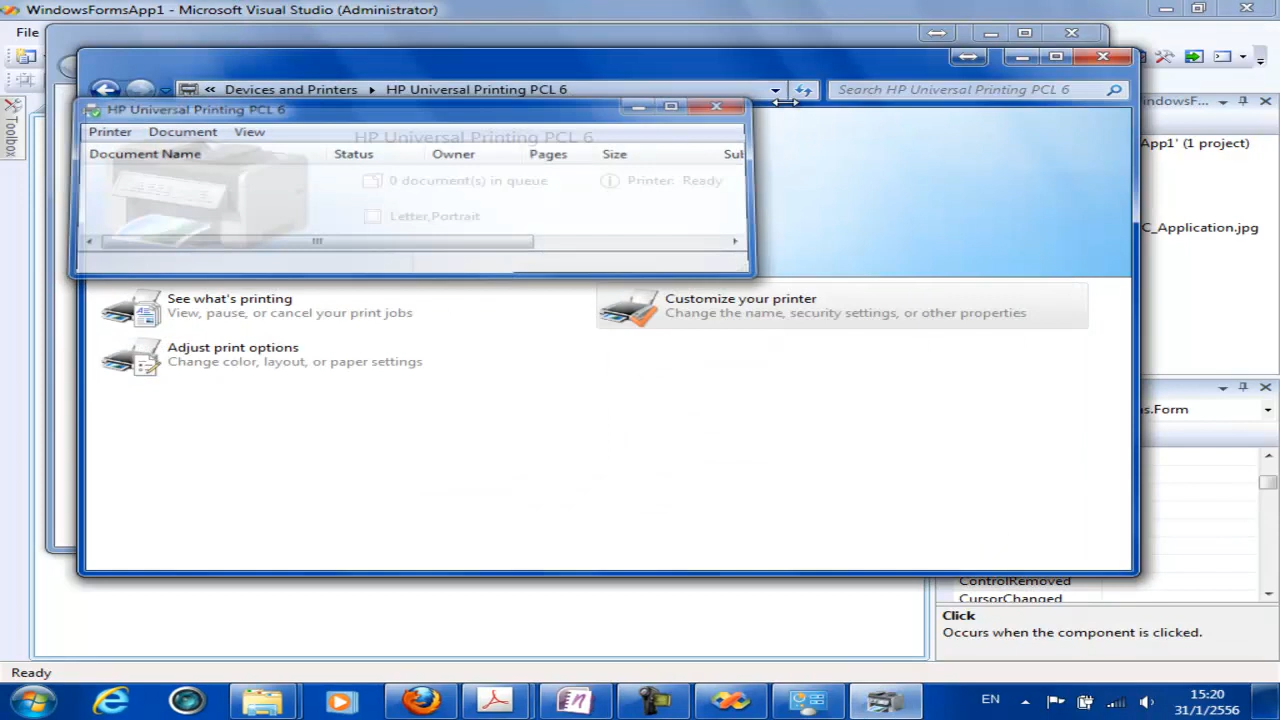 WindowsFormsApp1 - Microsoft Visual Studio (Administrator)
File
Devices and Printers
HP Universal Printing PCL 6
Search HP Universal Printing PCL 6
HP Universal Printing PCL 6
Printer Document View
HP Universal Printing PCL 6
Document Name Status Owner Pages Size Sul
0 document(s) in queue
Printer: Ready
Letter,Portrait
See what's printing
View, pause, or cancel your print jobs
Customize your printer
Change the name, security settings, or other properties
Adjust print options
Change color, layout, or paper settings
Toolbox
ndowsF...
App1' (1 project)
C_Application.jpg
s.Form
ControlRemoved
CursorChanged
Click
Occurs when the component is clicked.
Ready
EN
15:20
31/1/2556